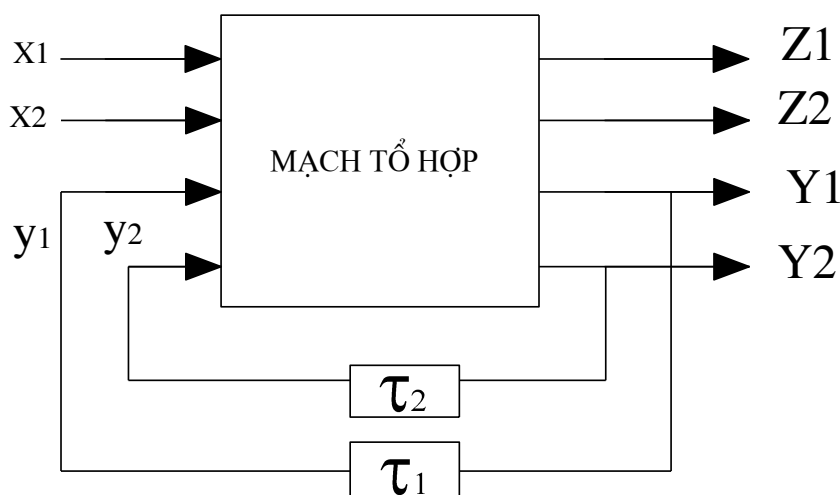 X1
Z1
X2
Z2
MẠCH TỔ HỢP
Y1
y1
y2
Y2
τ2
τ1